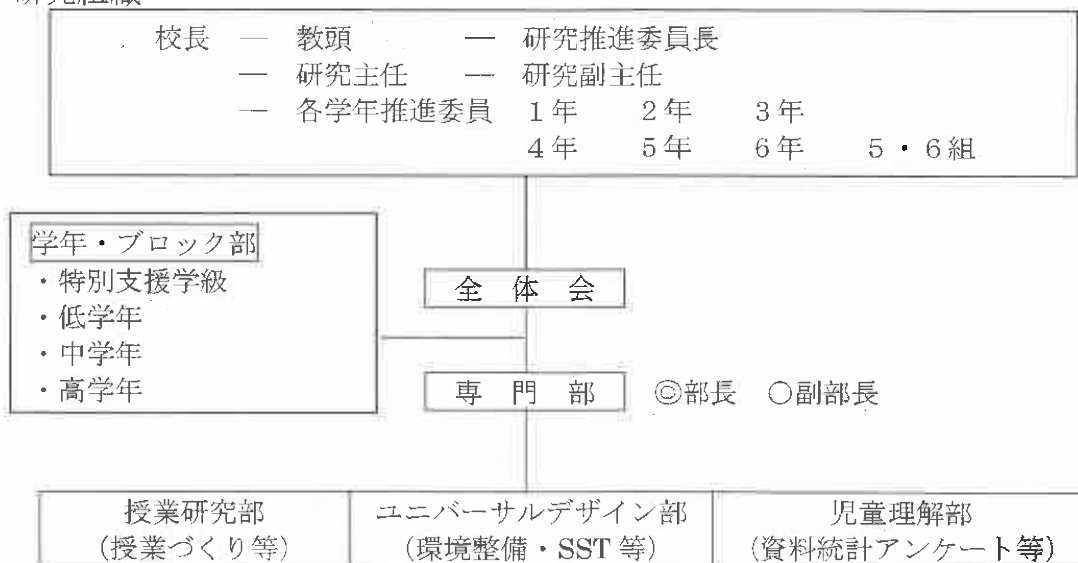 校長 ― 教頭 ― 研究推進委員長
― 研究主任 ― 研究副主任
― 各学年推進委員 1年 2年 3年
4年 5年 6年 5・6組
学年・ブロック部
・特別支援学級
・低学年
・中学年
・高学年
全体会
専門部 ◎部長 ○副部長
授業研究部
(授業づくり等)
ユニバーサルデザイン部
(環境整備・SST等)
児童理解部
(資料統計アンケート等)